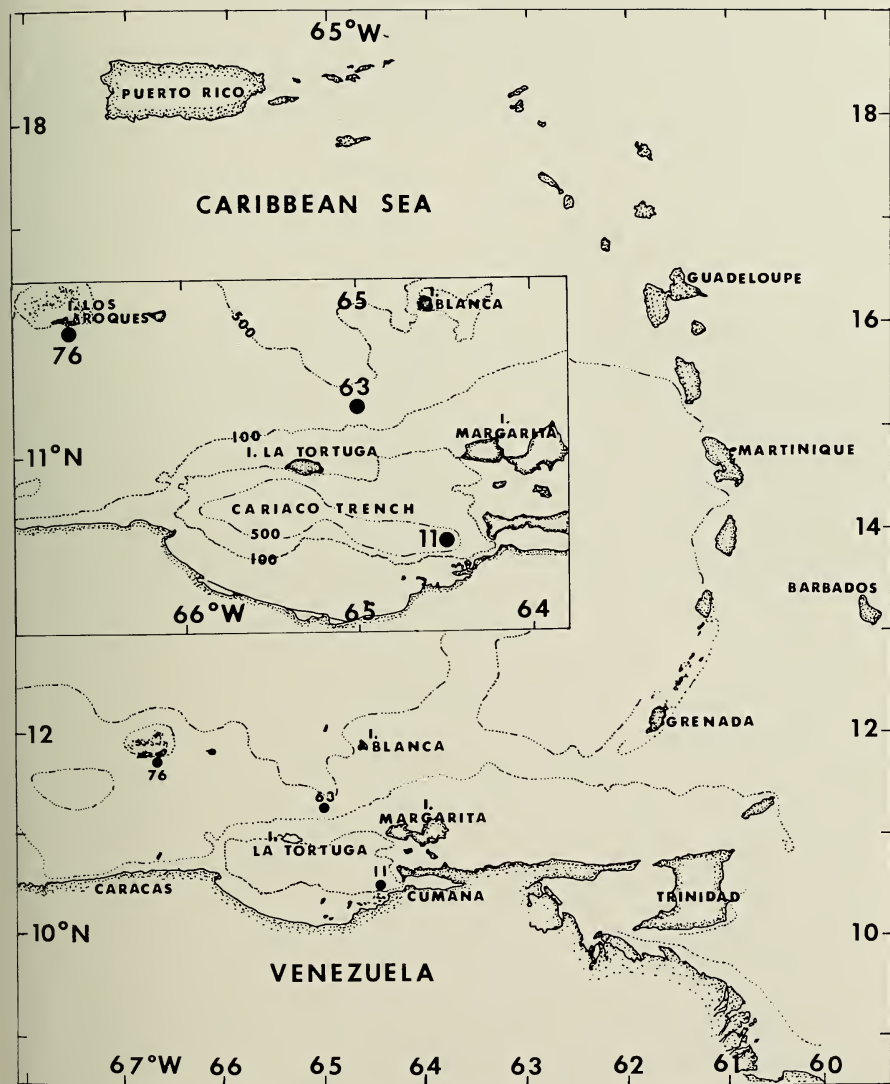 65°W
PUERTO RICO
18
18
CARIBBEAN SEA
GUADELOUPE
16
I. LOS
ROQUES
76
500
65
I.
BLANCA
63
100
I. LA TORTUGA
I.
MARGARITA
11°N
CARIACO TRENCH
500
100
11
66°W
65
64
MARTINIQUE
14
BARBADOS
12
12
GRENADA
I.
BLANCA
76
63
I.
MARGARITA
I.
LA TORTUGA
11
CARACAS
CUMANA
TRINIDAD
10°N
10
VENEZUELA
67°W
66
65
64
63
62
61
60